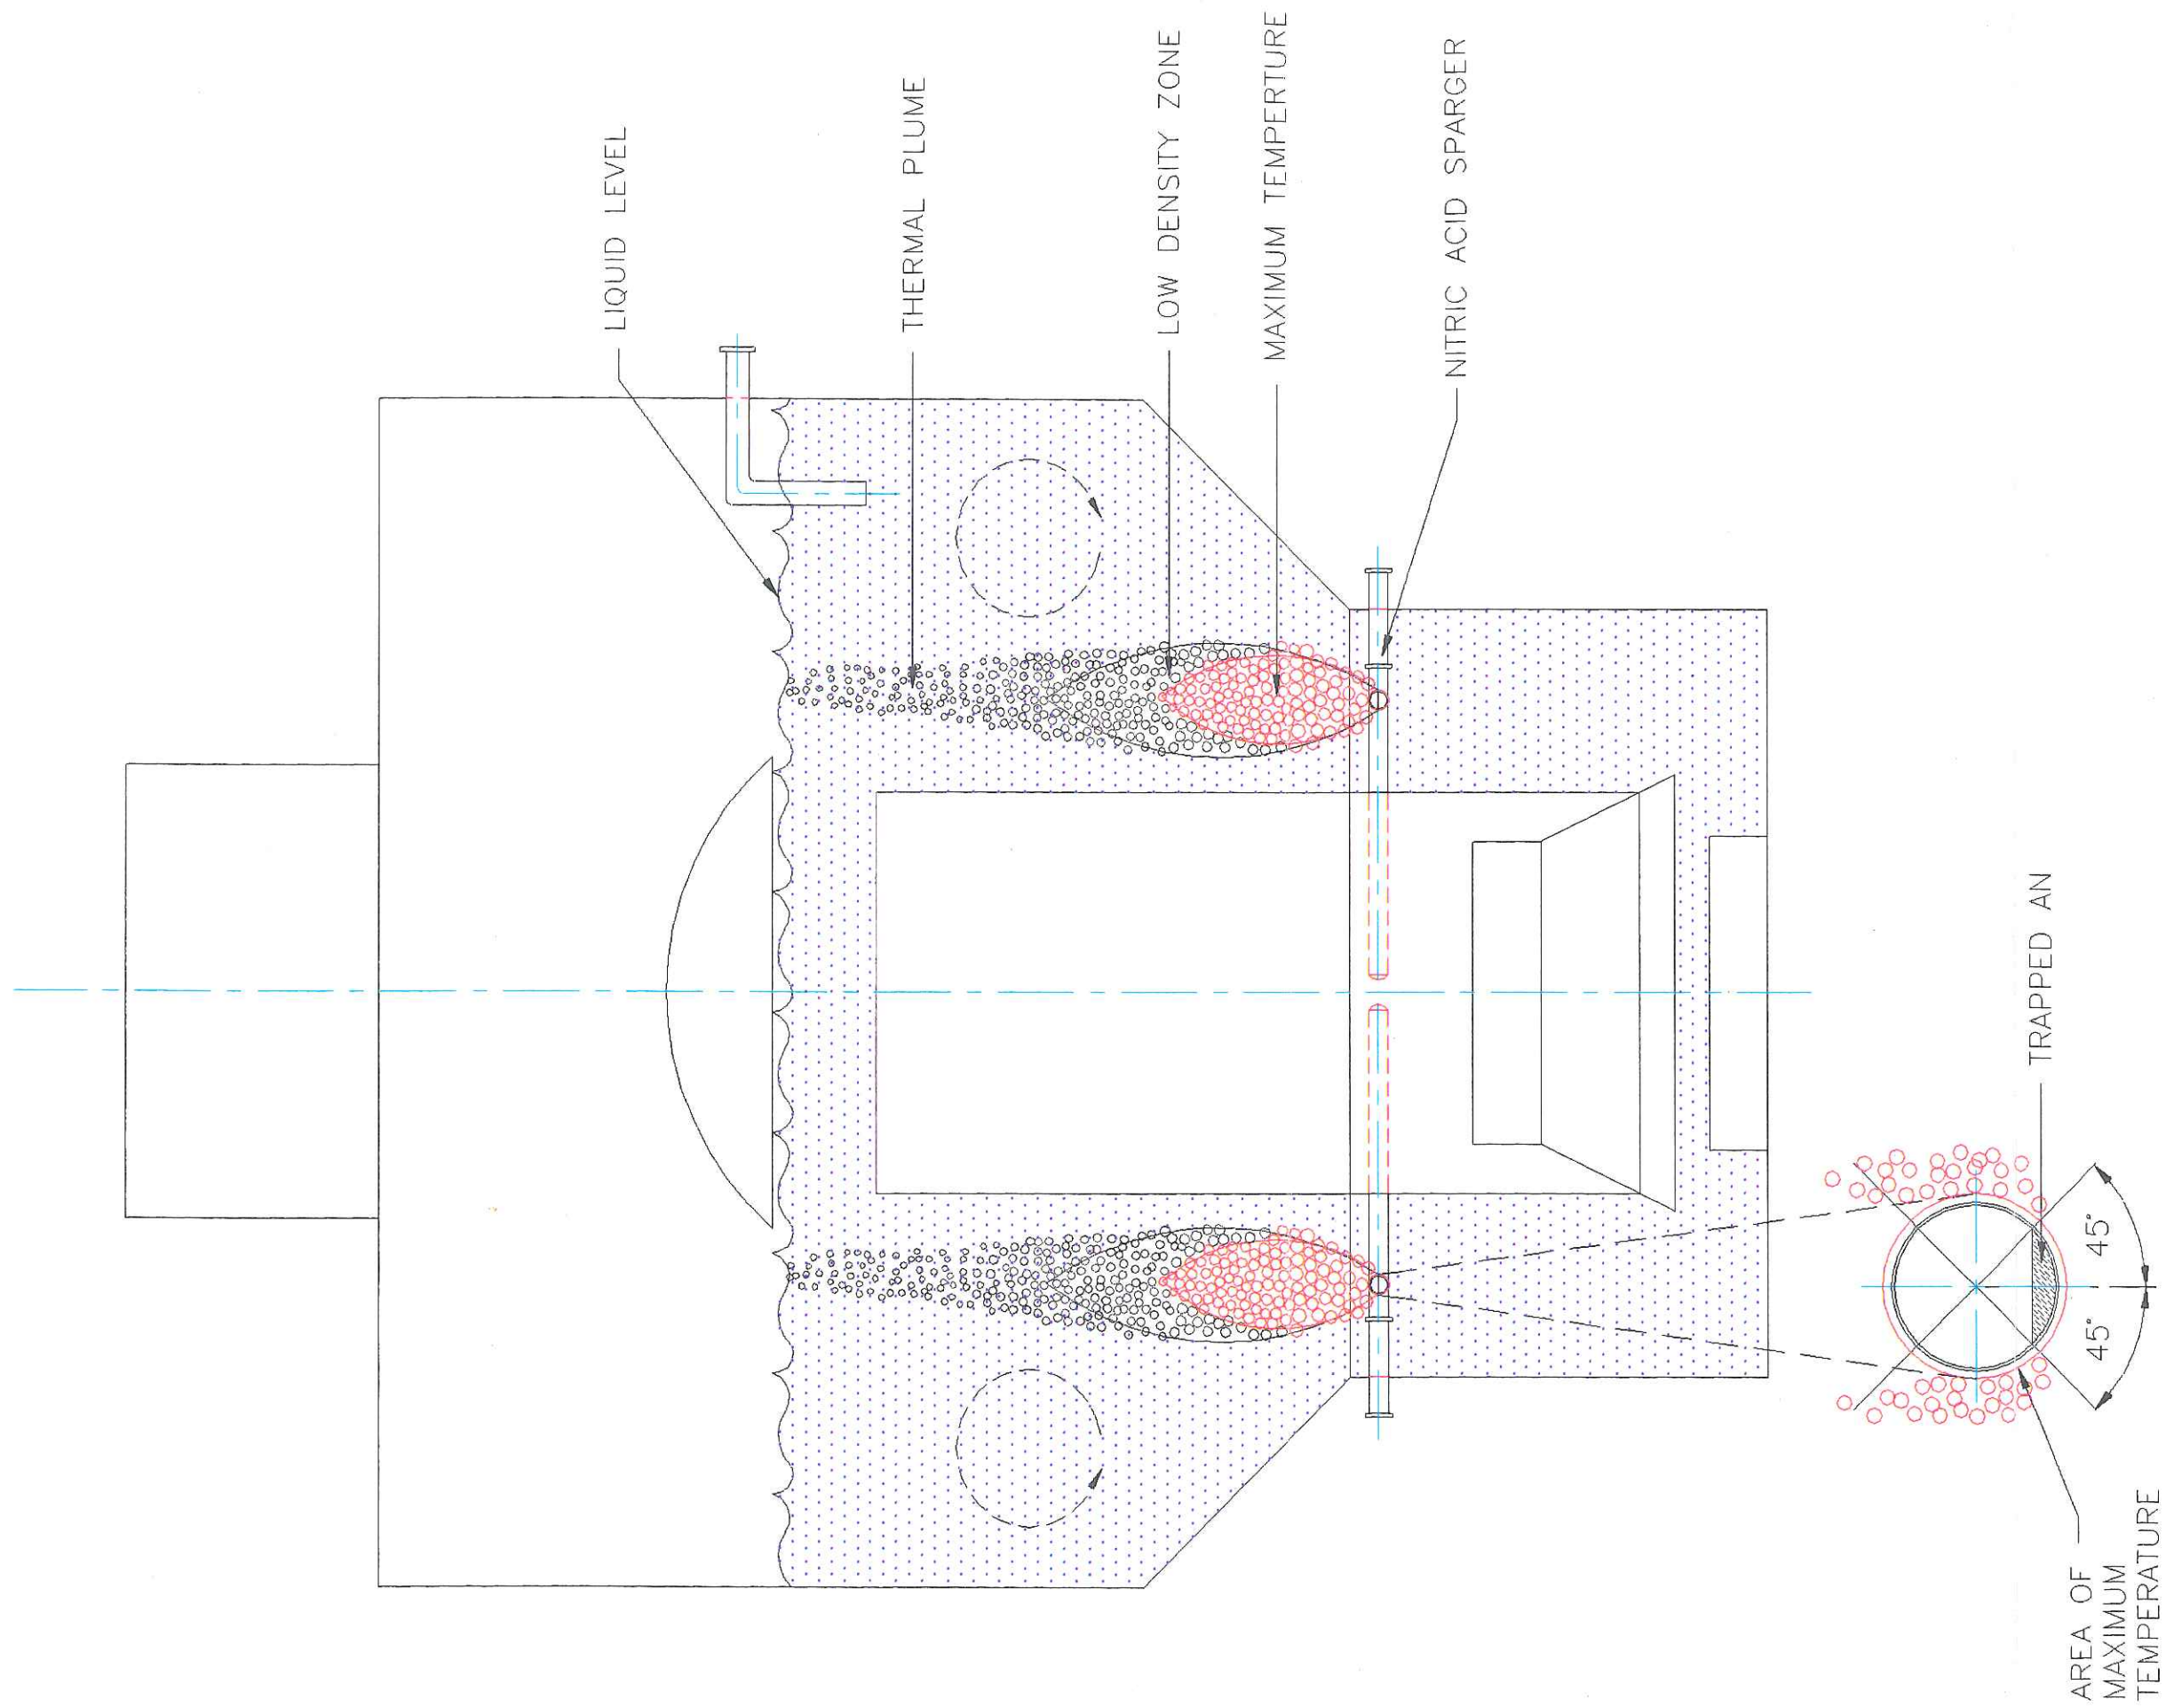 LIQUID LEVEL
THERMAL PLUME
LOW DENSITY ZONE
MAXIMUM TEMPERTURE
NITRIC ACID SPARGER
TRAPPED AN
45°
45°
AREA OF
MAXIMUM
TEMPERATURE